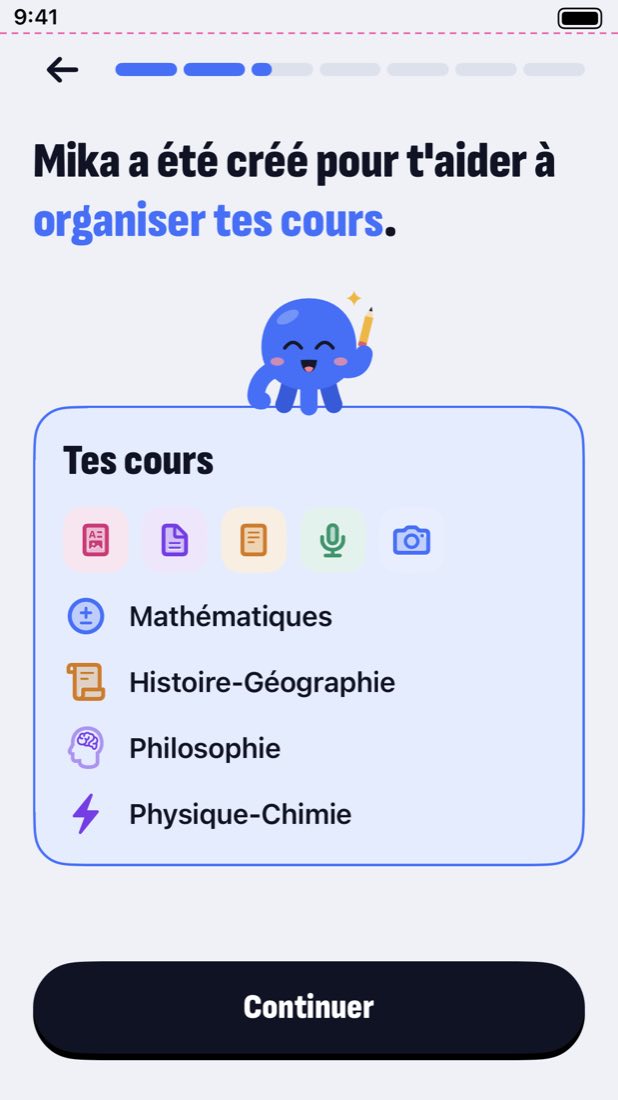 9:41
Mika a été créé pour t'aider à
organiser tes cours.
Tes cours
Mathématiques
Histoire-Géographie
Philosophie
Physique-Chimie
Continuer